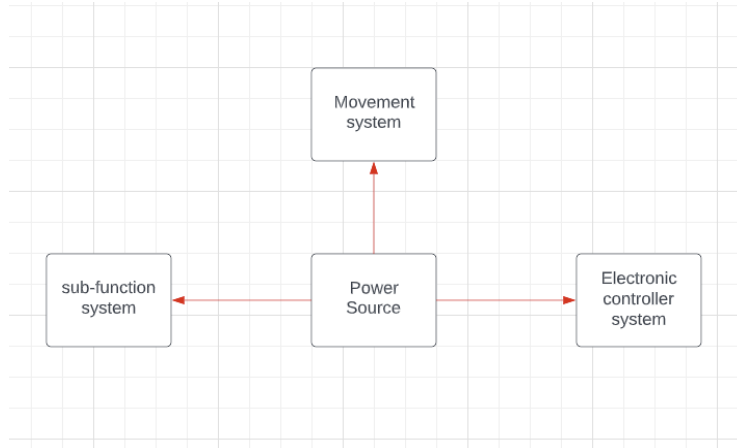 Movement
system
sub-function
system
Power
Source
Electronic
controller
system